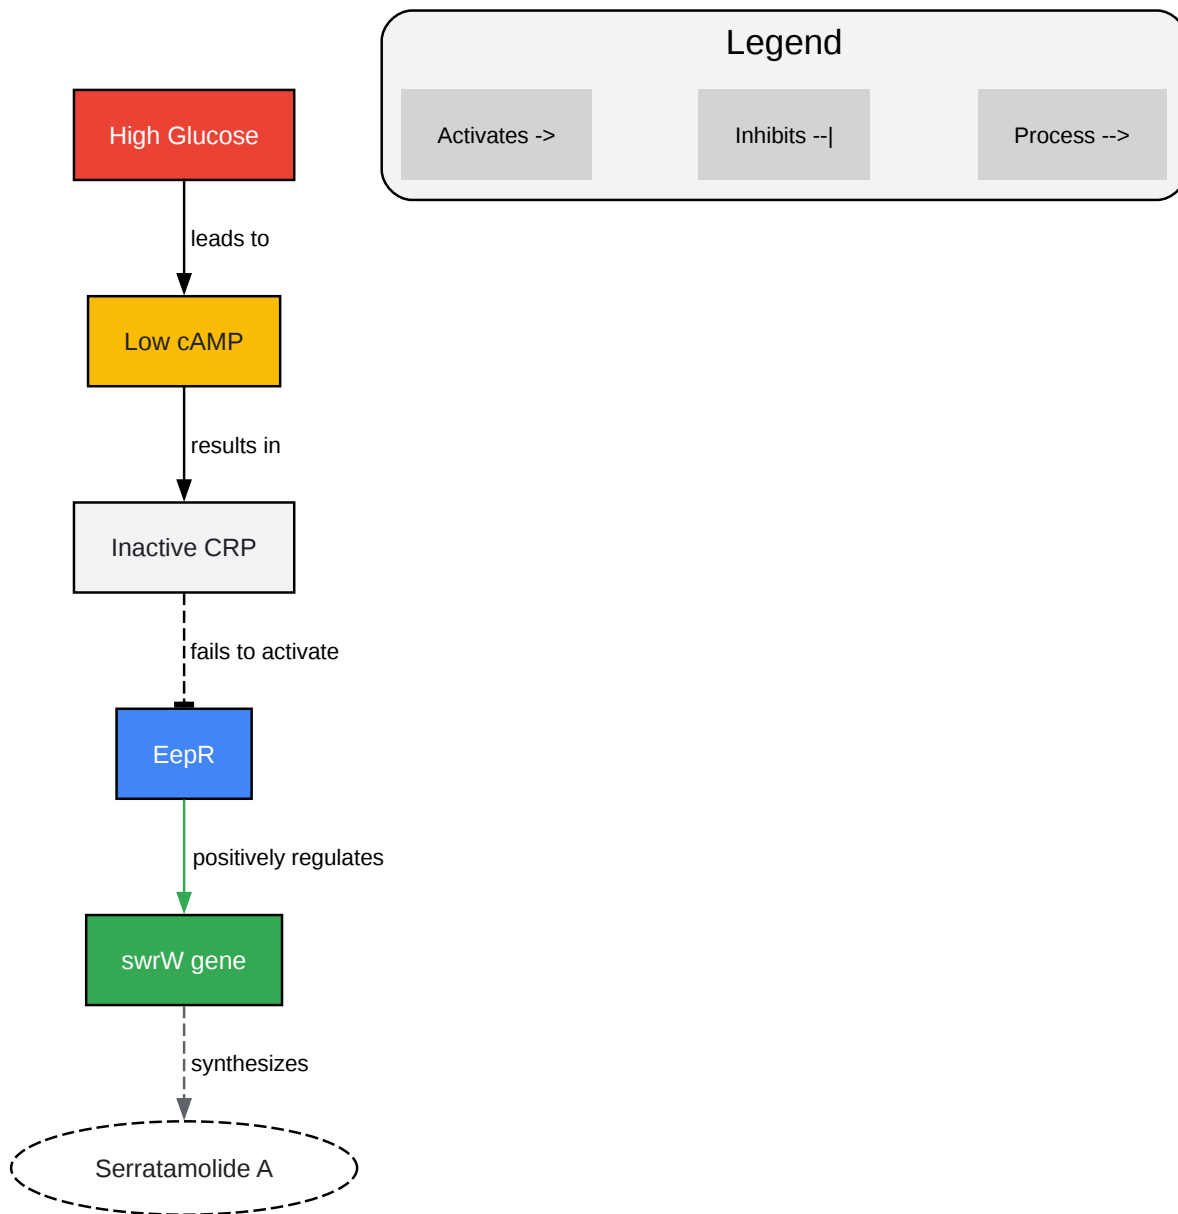 Legend
Activates ->
Inhibits --|
Process -->
High Glucose
leads to
Low cAMP
results in
Inactive CRP
fails to activate
EepR
positively regulates
swrW gene
synthesizes
Serratamolide A